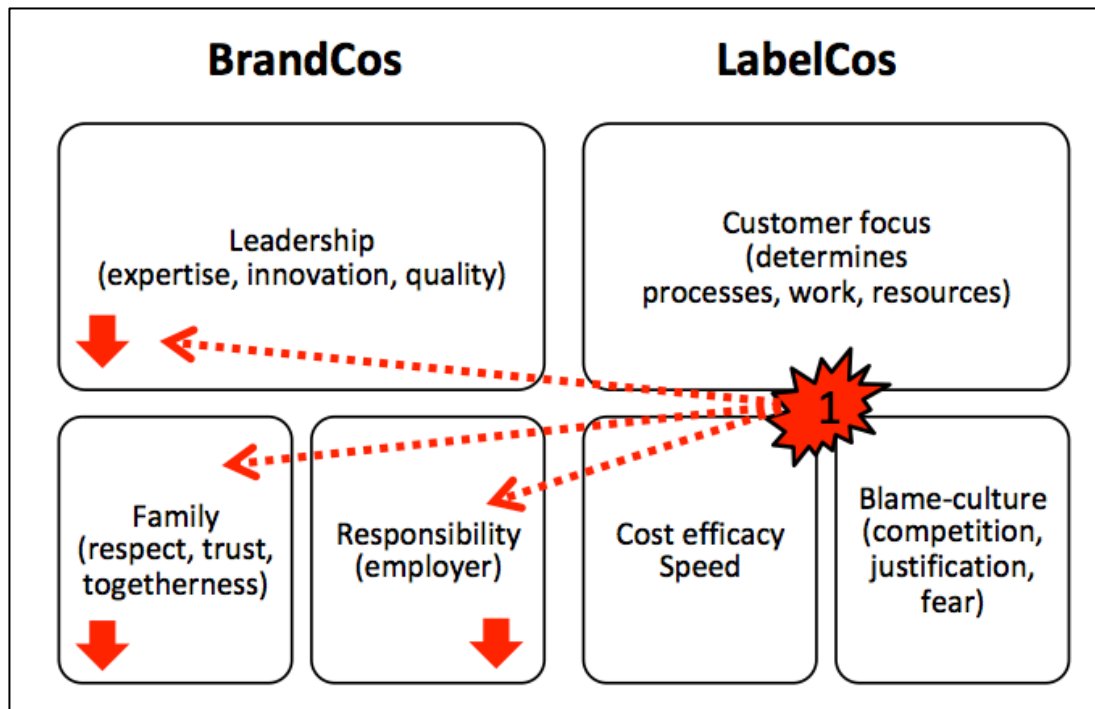 BrandCos
LabelCos
Leadership
(expertise, innovation, quality)
Customer focus
(determines
processes, work, resources)
1
Family
(respect, trust,
togetherness)
Responsibility
(employer)
Cost efficacy
Speed
Blame-culture
(competition,
justification,
fear)